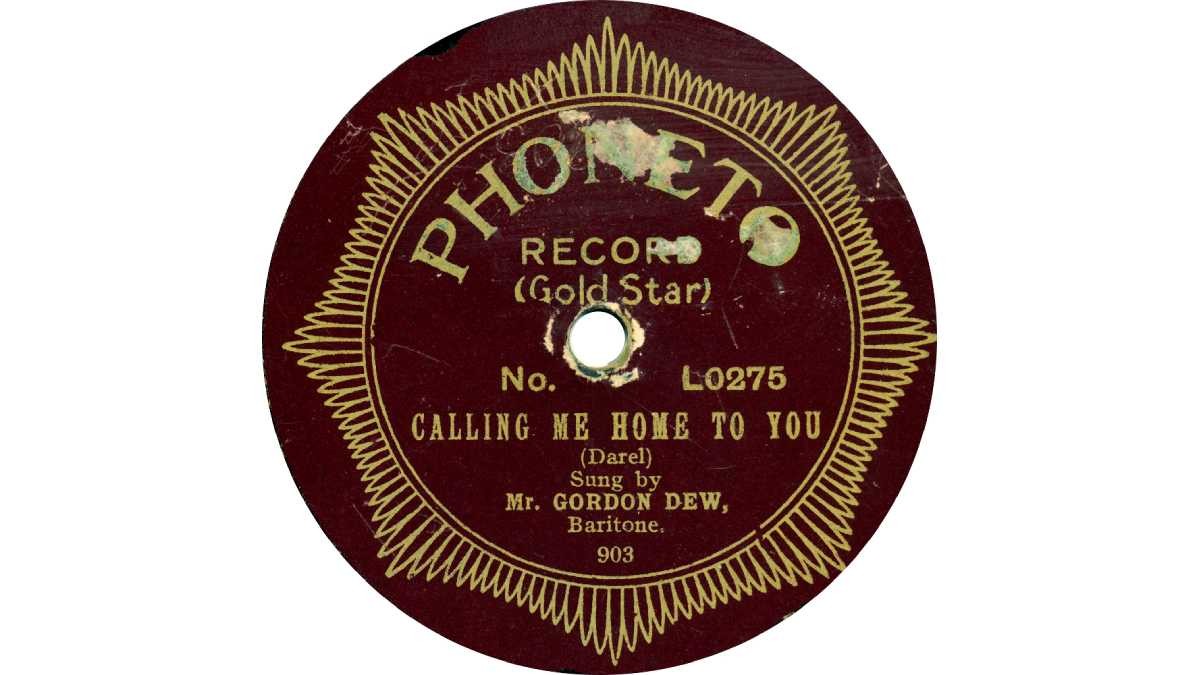 PHONETO
RECORD
(Gold Star)
No. L0275
CALLING ME HOME TO YOU
(Darel)
Sung by
Mr. GORDON DEW,
Baritone.
903